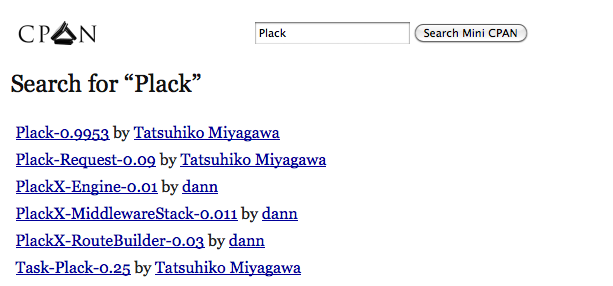 CPAN
Plack
Search Mini CPAN
Search for “Plack”
Plack-0.9953 by Tatsuhiko Miyagawa
Plack-Request-0.09 by Tatsuhiko Miyagawa
PlackX-Engine-0.01 by dann
PlackX-MiddlewareStack-0.011 by dann
PlackX-RouteBuilder-0.03 by dann
Task-Plack-0.25 by Tatsuhiko Miyagawa